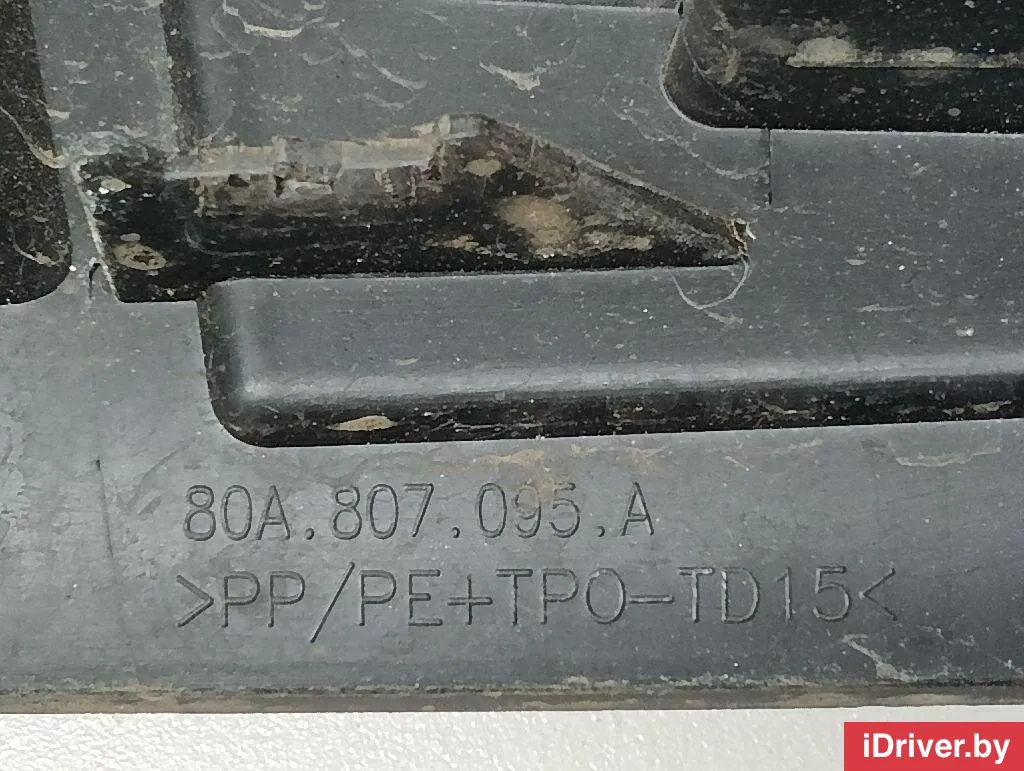 80A.807.095.A
>PP/PE+TPO-TD15<
iDriver.by